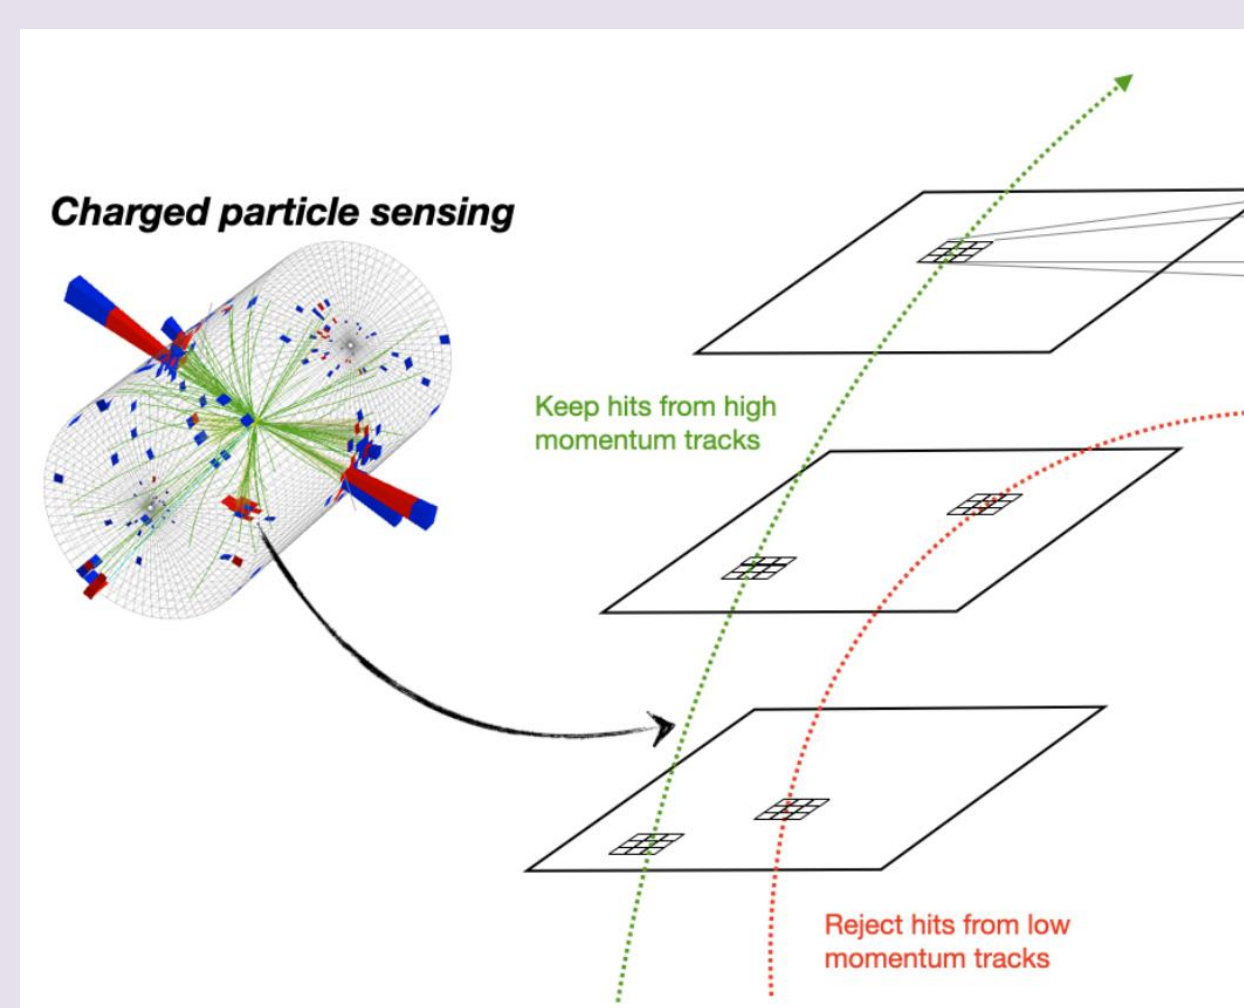 Charged particle sensing
Keep hits from high
momentum tracks
Reject hits from low
momentum tracks